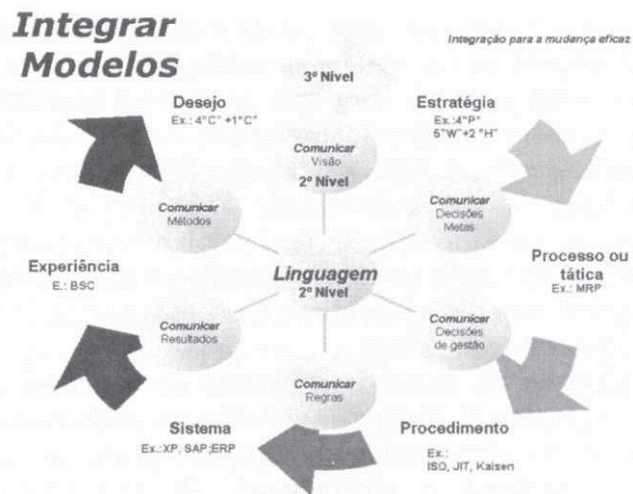 Integrar
Modelos
Integração para a mudança eficaz
3º Nível
Desejo
Ex.: 4"C" +1"C"
Estratégia
Ex.:4"P"
5"W"+2 "H"
Comunicar
Visão
2º Nível
Comunicar
Métodos
Comunicar
Decisões
Metas
Experiência
E.: BSC
Linguagem
2º Nível
Processo ou
tática
Ex.: MRP
Comunicar
Resultados
Comunicar
Decisões
de gestão
Comunicar
Regras
Sistema
Ex.:XP, SAP;ERP
Procedimento
Ex.:
ISO, JIT, Kaisen